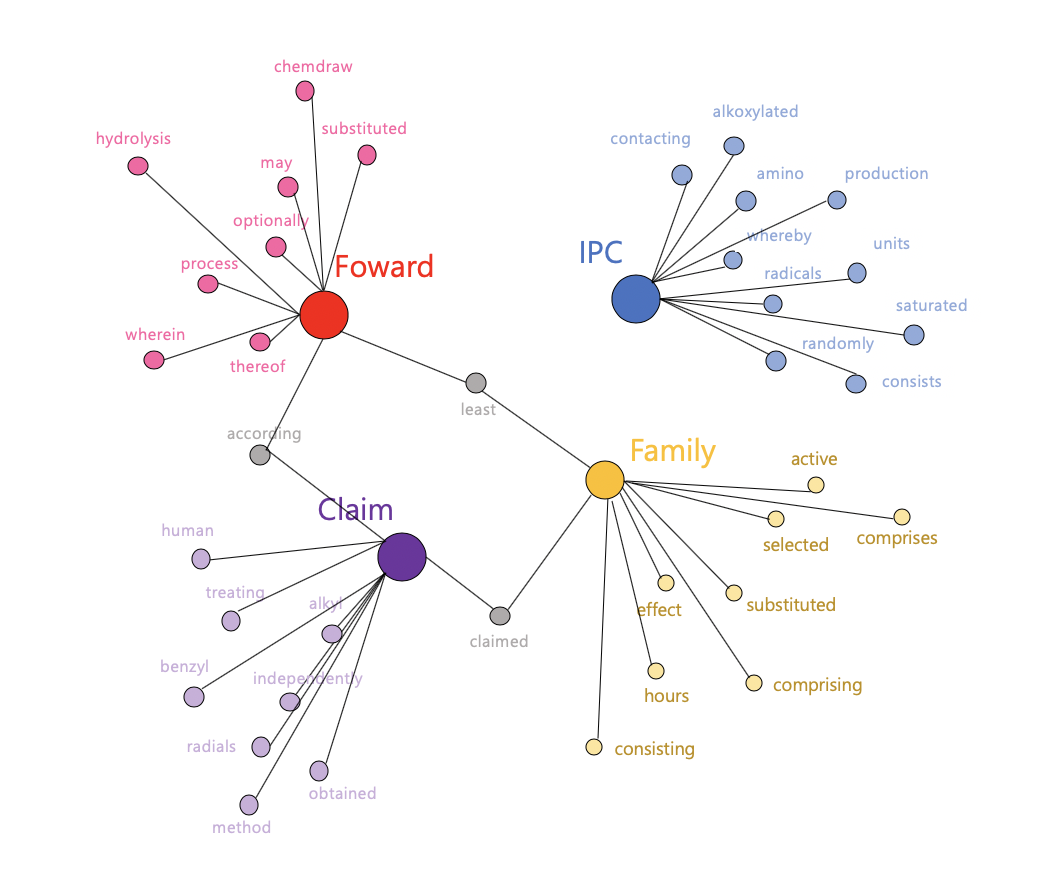 chemdraw
alkoxylated
substituted
hydrolysis
contacting
may
amino
production
optionally
whereby
units
Foward
IPC
process
radicals
saturated
wherein
randomly
thereof
consists
least
according
Family
active
Claim
human
selected
comprises
treating
alkyl
effect
substituted
claimed
benzyl
independently
comprising
hours
radials
consisting
obtained
method